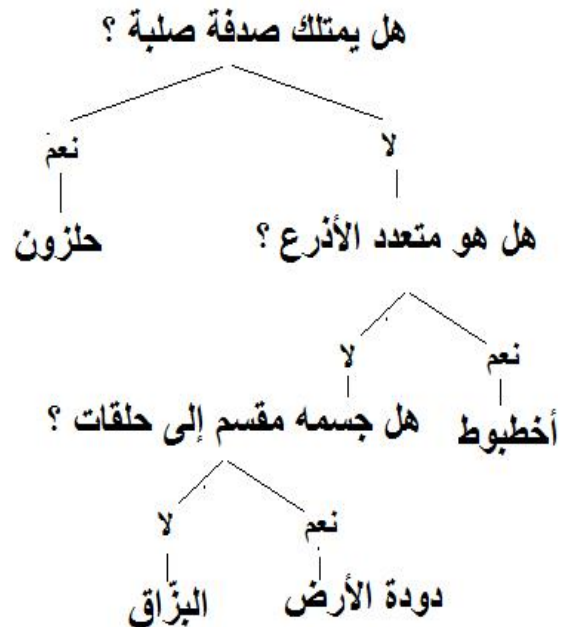 هل يمتلك صدفة صلبة ؟
لا نعم
هل هو متعدد الأذرع ؟ حلزون
نعم لا
أخطبوط هل جسمه مقسم إلى حلقات ؟
نعم لا
دودة الأرض البزّاق